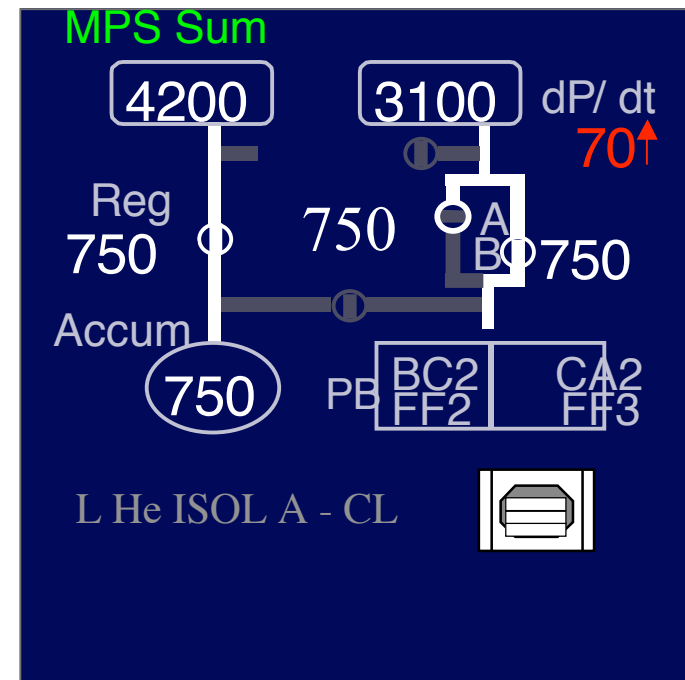 MPS Sum
4200 3100 dP/ dt
70↑
Reg
750 750 A
B 750
Accum
750
PB BC2 CA2
FF2 FF3
L He ISOL A - CL